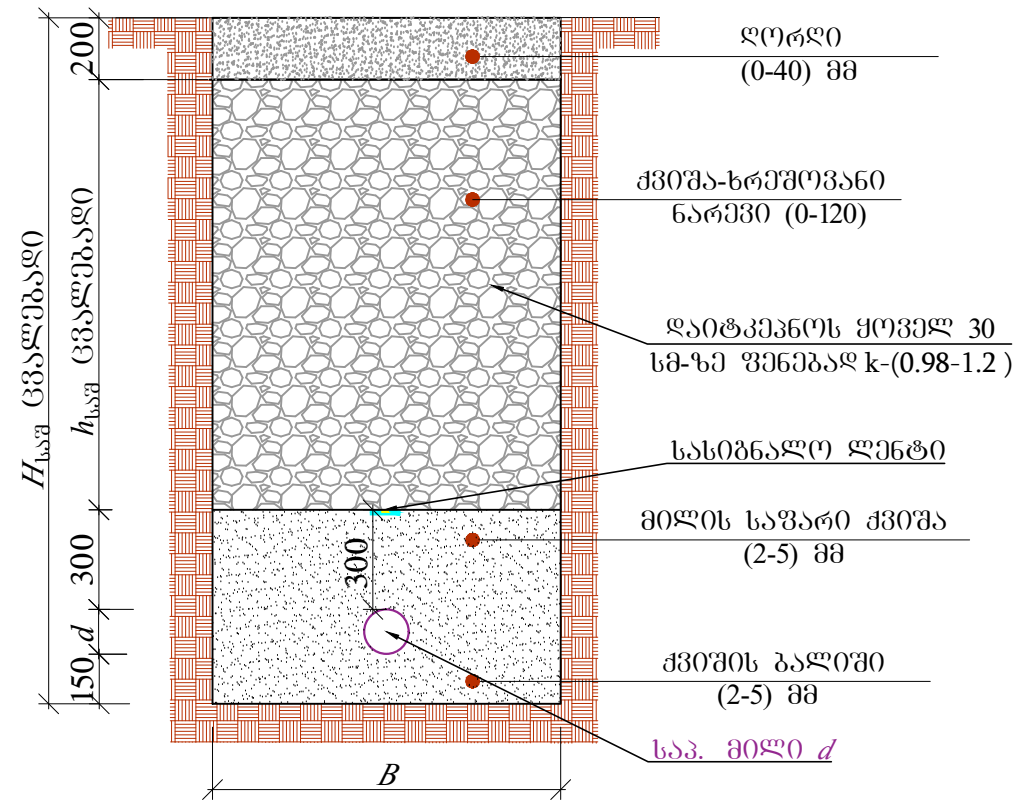 200
ღორღი
(0-40) მმ
ქვიშა-ხრეშოვანი
ნარევი (0-120)
Hსაშ ცვალებადი
hსაშ ცვალებადი
დაიტკეპნოს ყოველ 30
სმ-ზე ფენებად k-(0.98-1.2 )
სასიგნალო ლენტი
მილის საფარი ქვიშა
(2-5) მმ
300
300
d
150
ქვიშის ბალიში
(2-5) მმ
საპ. მილი d
B